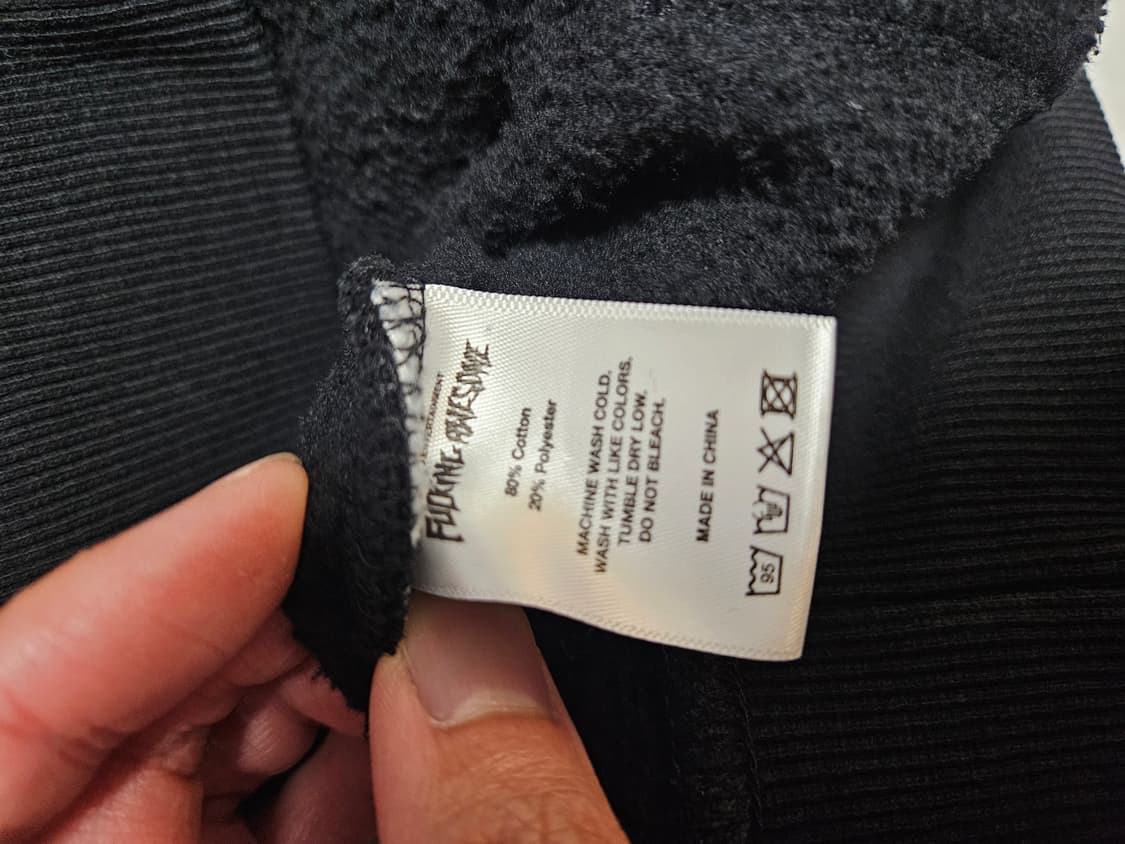 FUCKING AWESOME
80% Cotton
20% Polyester
MACHINE WASH COLD.
WASH WITH LIKE COLORS.
TUMBLE DRY LOW.
DO NOT BLEACH.
MADE IN CHINA
95